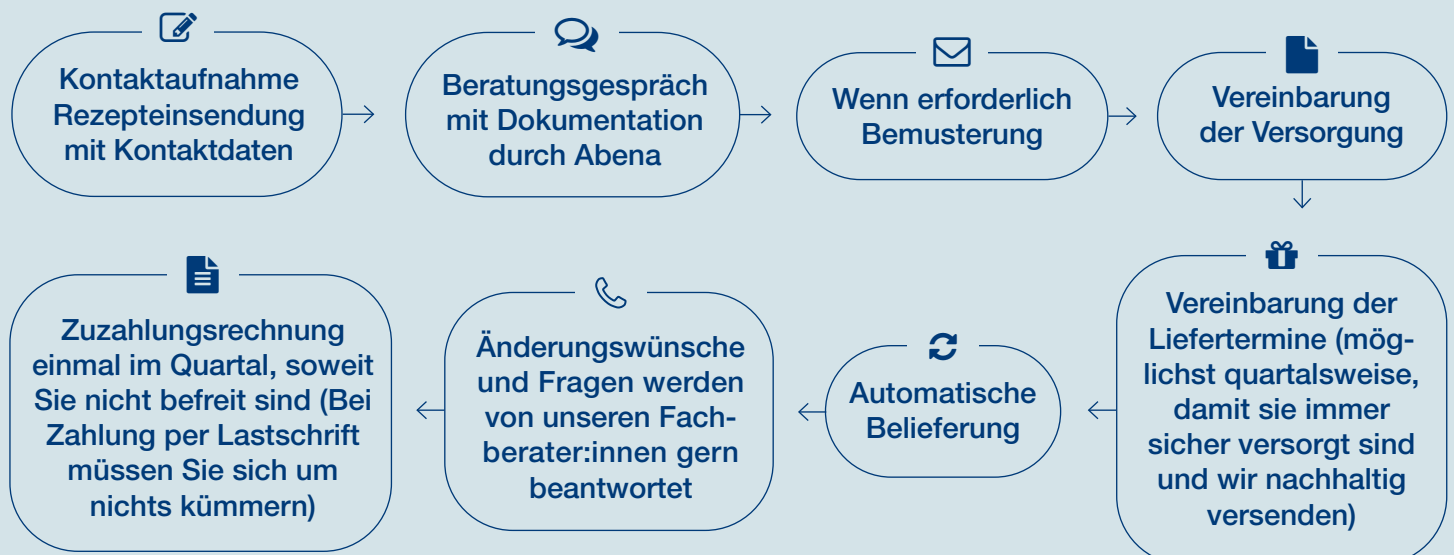 Kontaktaufnahme
Rezepteinsendung
mit Kontaktdaten
Beratungsgespräch
mit Dokumentation
durch Abena
Wenn erforderlich
Bemusterung
Vereinbarung
der Versorgung
Vereinbarung der
Liefertermine (mög-
lichst quartalsweise,
damit sie immer
sicher versorgt sind
und wir nachhaltig
versenden)
Automatische
Belieferung
Änderungswünsche
und Fragen werden
von unseren Fach-
berater:innen gern
beantwortet
Zuzahlungsrechnung
einmal im Quartal, soweit
Sie nicht befreit sind (Bei
Zahlung per Lastschrift
müssen Sie sich um
nichts kümmern)